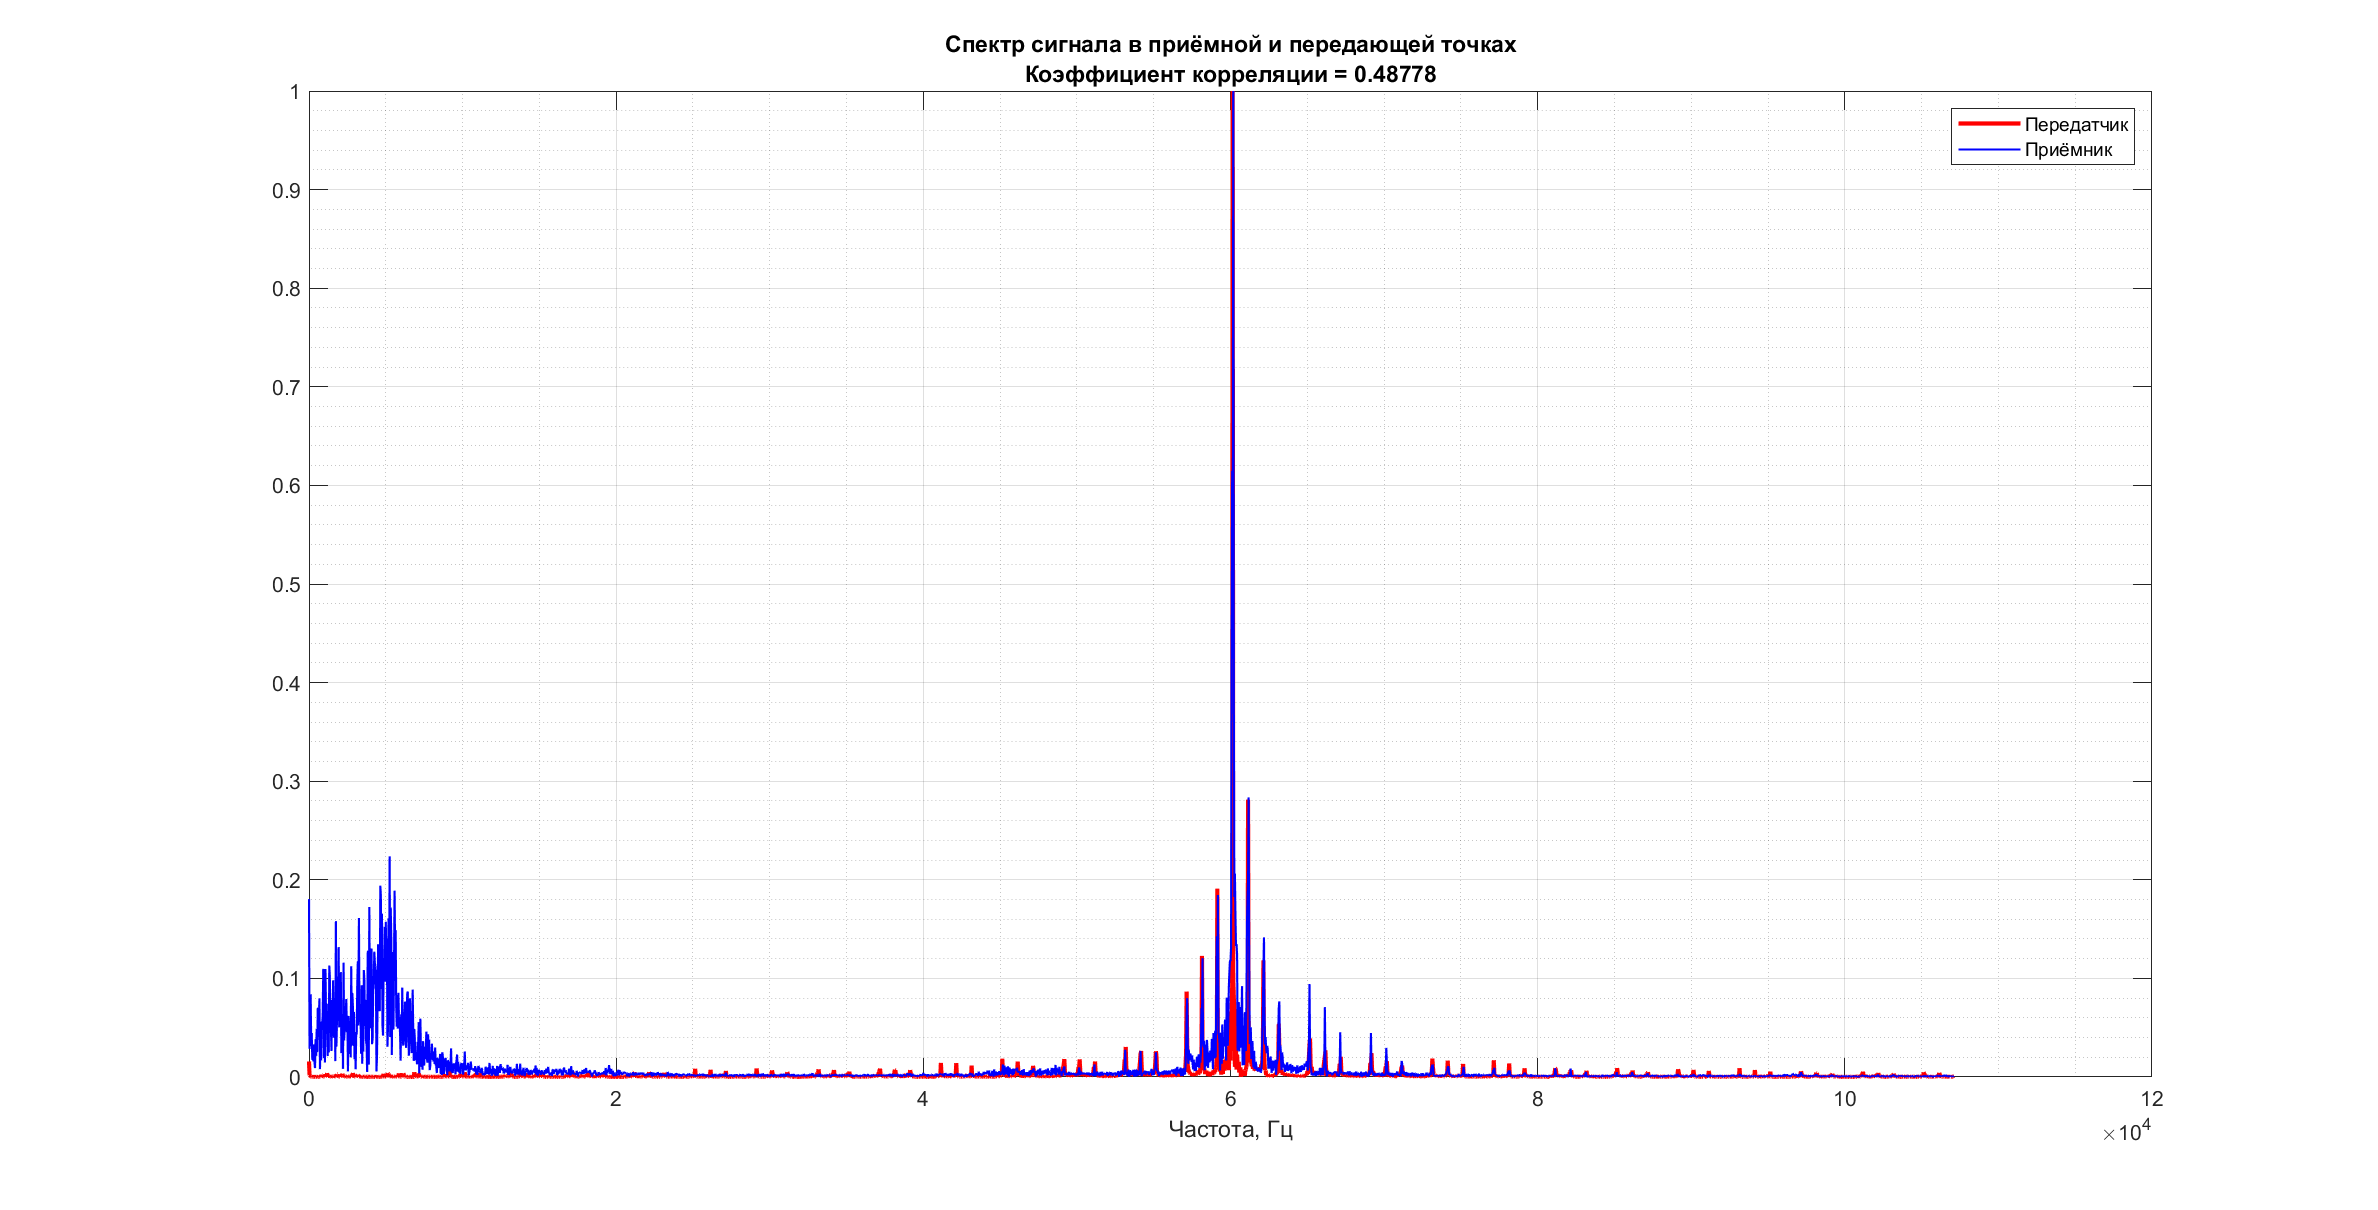 Спектр сигнала в приёмной и передающей точках
Коэффициент корреляции = 0.48778
Передатчик
Приёмник
1
0.9
0.8
0.7
0.6
0.5
0.4
0.3
0.2
0.1
0
0 2 4 6 8 10 12
Частота, Гц
×10⁴